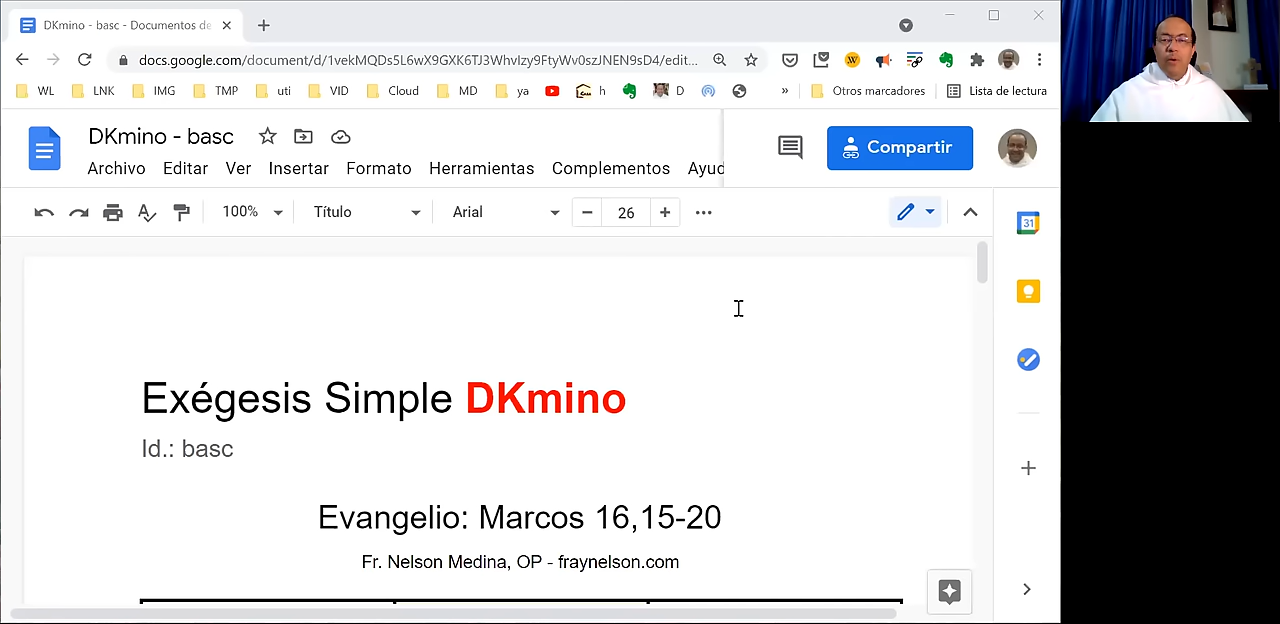 DKmino - basc - Documentos de
docs.google.com/document/d/1vekMQDs5L6wX9GXK6TJ3WhvIzy9FtyWv0szJNEN9sD4/edit...
WL LNK IMG TMP uti VID Cloud MD ya h D » Otros marcadores Lista de lectura
DKmino - basc
Compartir
Archivo Editar Ver Insertar Formato Herramientas Complementos Ayud
100% Título Arial 26
31
Exégesis Simple DKmino
Id.: basc
Evangelio: Marcos 16,15-20
Fr. Nelson Medina, OP - fraynelson.com